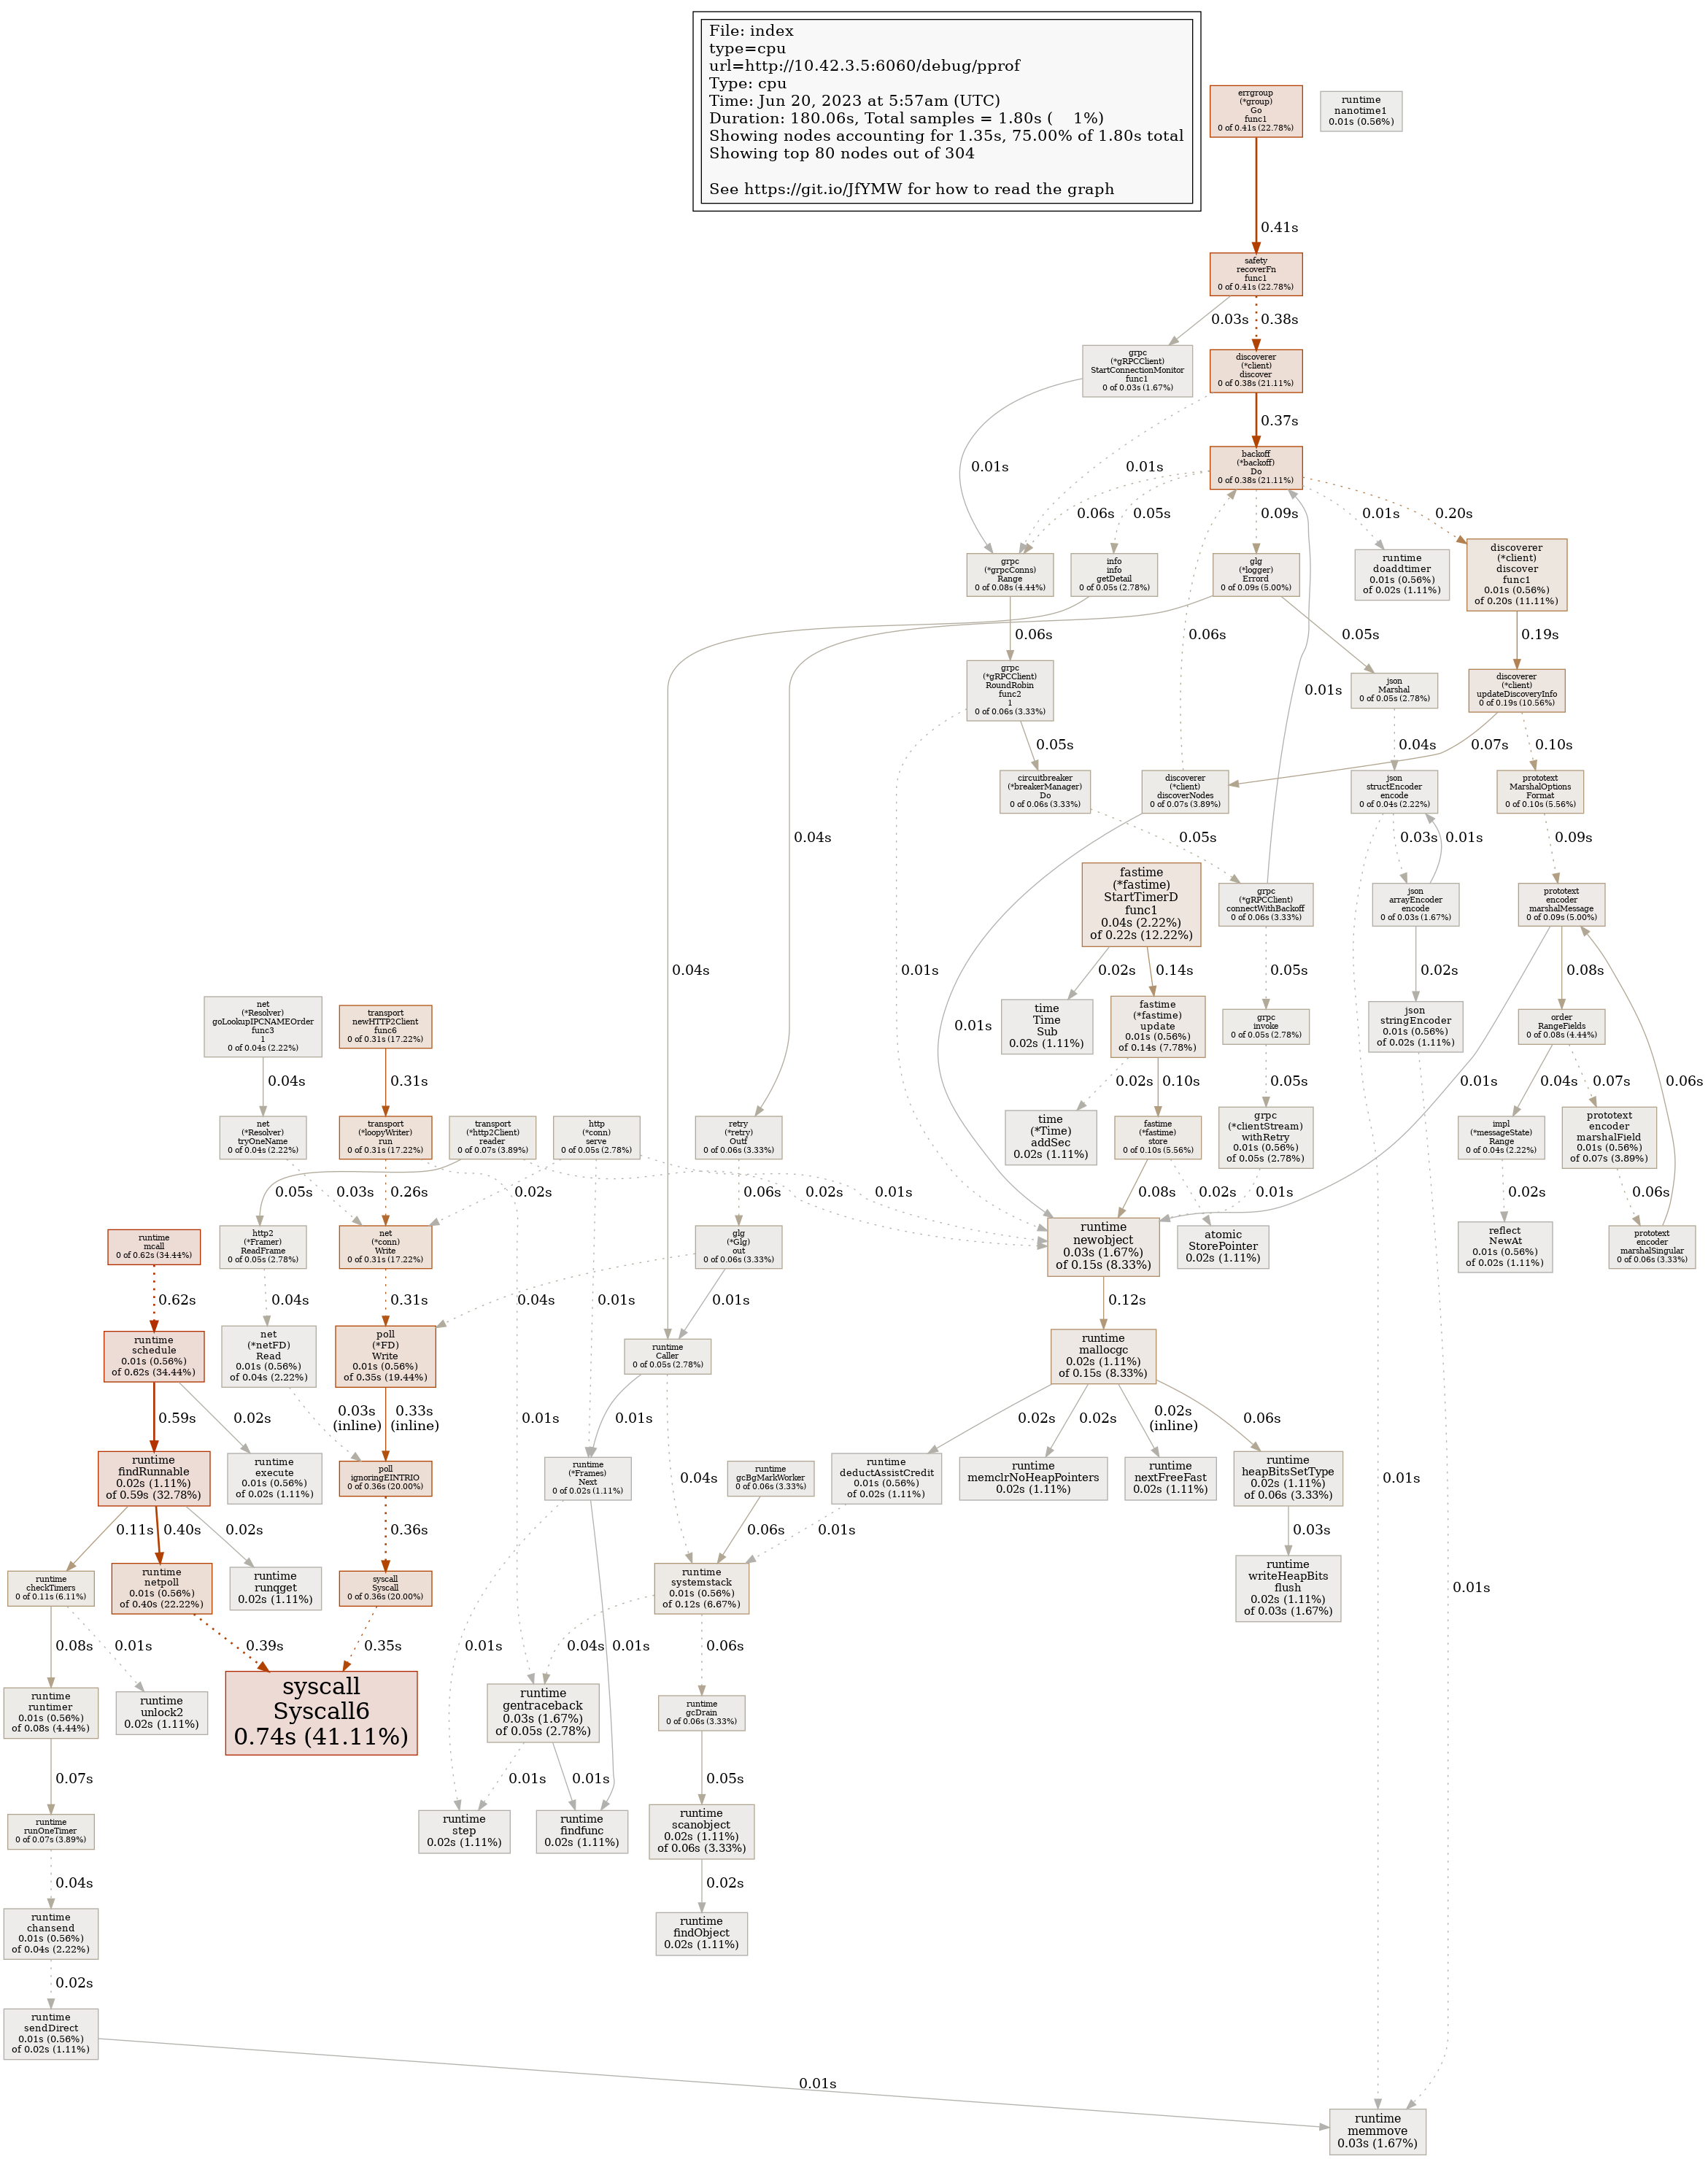 File: index
type=cpu
url=http://10.42.3.5:6060/debug/pprof
Type: cpu
Time: Jun 20, 2023 at 5:57am (UTC)
Duration: 180.06s, Total samples = 1.80s ( 1%)
Showing nodes accounting for 1.35s, 75.00% of 1.80s total
Showing top 80 nodes out of 304
See https://git.io/JfYMW for how to read the graph
errgroup
(*group)
Go
func1
0 of 0.41s (22.78%)
runtime
nanotime1
0.01s (0.56%)
0.41s
safety
recoverFn
func1
0 of 0.41s (22.78%)
0.03s
0.38s
grpc
(*gRPCClient)
StartConnectionMonitor
func1
0 of 0.03s (1.67%)
discoverer
(*client)
discover
0 of 0.38s (21.11%)
0.37s
0.01s
0.01s
backoff
(*backoff)
Do
0 of 0.38s (21.11%)
0.06s
0.05s
0.09s
0.01s
0.20s
grpc
(*grpcConns)
Range
0 of 0.08s (4.44%)
info
info
getDetail
0 of 0.05s (2.78%)
glg
(*logger)
Errord
0 of 0.09s (5.00%)
runtime
doaddtimer
0.01s (0.56%)
of 0.02s (1.11%)
discoverer
(*client)
discover
func1
0.01s (0.56%)
of 0.20s (11.11%)
0.06s
0.06s
0.05s
0.19s
grpc
(*gRPCClient)
RoundRobin
func2
1
0 of 0.06s (3.33%)
0.01s
json
Marshal
0 of 0.05s (2.78%)
discoverer
(*client)
updateDiscoveryInfo
0 of 0.19s (10.56%)
0.05s
0.04s
0.07s
0.10s
circuitbreaker
(*breakerManager)
Do
0 of 0.06s (3.33%)
discoverer
(*client)
discoverNodes
0 of 0.07s (3.89%)
json
structEncoder
encode
0 of 0.04s (2.22%)
prototext
MarshalOptions
Format
0 of 0.10s (5.56%)
0.04s
0.05s
0.03s
0.01s
0.09s
fastime
(*fastime)
StartTimerD
func1
0.04s (2.22%)
of 0.22s (12.22%)
grpc
(*gRPCClient)
connectWithBackoff
0 of 0.06s (3.33%)
json
arrayEncoder
encode
0 of 0.03s (1.67%)
prototext
encoder
marshalMessage
0 of 0.09s (5.00%)
0.04s
0.01s
0.02s
0.14s
0.05s
0.02s
0.08s
net
(*Resolver)
goLookupIPCNAMEOrder
func3
1
0 of 0.04s (2.22%)
transport
newHTTP2Client
func6
0 of 0.31s (17.22%)
0.01s
time
Time
Sub
0.02s (1.11%)
fastime
(*fastime)
update
0.01s (0.56%)
of 0.14s (7.78%)
grpc
invoke
0 of 0.05s (2.78%)
json
stringEncoder
0.01s (0.56%)
of 0.02s (1.11%)
order
RangeFields
0 of 0.08s (4.44%)
0.04s
0.31s
0.02s
0.10s
0.05s
0.01s
0.04s
0.07s
0.06s
net
(*Resolver)
tryOneName
0 of 0.04s (2.22%)
transport
(*loopyWriter)
run
0 of 0.31s (17.22%)
transport
(*http2Client)
reader
0 of 0.07s (3.89%)
http
(*conn)
serve
0 of 0.05s (2.78%)
retry
(*retry)
Outf
0 of 0.06s (3.33%)
time
(*Time)
addSec
0.02s (1.11%)
fastime
(*fastime)
store
0 of 0.10s (5.56%)
grpc
(*clientStream)
withRetry
0.01s (0.56%)
of 0.05s (2.78%)
impl
(*messageState)
Range
0 of 0.04s (2.22%)
prototext
encoder
marshalField
0.01s (0.56%)
of 0.07s (3.89%)
0.05s
0.03s
0.26s
0.02s
0.06s
0.02s
0.01s
0.08s
0.02s
0.01s
0.02s
0.06s
runtime
mcall
0 of 0.62s (34.44%)
http2
(*Framer)
ReadFrame
0 of 0.05s (2.78%)
net
(*conn)
Write
0 of 0.31s (17.22%)
glg
(*Glg)
out
0 of 0.06s (3.33%)
runtime
newobject
0.03s (1.67%)
of 0.15s (8.33%)
atomic
StorePointer
0.02s (1.11%)
reflect
NewAt
0.01s (0.56%)
of 0.02s (1.11%)
prototext
encoder
marshalSingular
0 of 0.06s (3.33%)
0.62s
0.04s
0.31s
0.04s
0.01s
0.01s
0.12s
runtime
schedule
0.01s (0.56%)
of 0.62s (34.44%)
net
(*netFD)
Read
0.01s (0.56%)
of 0.04s (2.22%)
poll
(*FD)
Write
0.01s (0.56%)
of 0.35s (19.44%)
runtime
Caller
0 of 0.05s (2.78%)
runtime
mallocgc
0.02s (1.11%)
of 0.15s (8.33%)
0.59s
0.02s
0.03s
(inline)
0.33s
(inline)
0.01s
0.01s
0.02s
0.02s
0.02s
(inline)
0.06s
runtime
findRunnable
0.02s (1.11%)
of 0.59s (32.78%)
runtime
execute
0.01s (0.56%)
of 0.02s (1.11%)
poll
ignoringEINTRIO
0 of 0.36s (20.00%)
runtime
(*Frames)
Next
0 of 0.02s (1.11%)
0.04s
runtime
gcBgMarkWorker
0 of 0.06s (3.33%)
runtime
deductAssistCredit
0.01s (0.56%)
of 0.02s (1.11%)
runtime
memclrNoHeapPointers
0.02s (1.11%)
runtime
nextFreeFast
0.02s (1.11%)
runtime
heapBitsSetType
0.02s (1.11%)
of 0.06s (3.33%)
0.01s
0.11s
0.40s
0.02s
0.36s
0.06s
0.01s
0.03s
runtime
checkTimers
0 of 0.11s (6.11%)
runtime
netpoll
0.01s (0.56%)
of 0.40s (22.22%)
runtime
runqget
0.02s (1.11%)
syscall
Syscall
0 of 0.36s (20.00%)
runtime
systemstack
0.01s (0.56%)
of 0.12s (6.67%)
runtime
writeHeapBits
flush
0.02s (1.11%)
of 0.03s (1.67%)
0.01s
0.08s
0.01s
0.39s
0.35s
0.01s
0.04s
0.01s
0.06s
runtime
runtimer
0.01s (0.56%)
of 0.08s (4.44%)
runtime
unlock2
0.02s (1.11%)
syscall
Syscall6
0.74s (41.11%)
runtime
gentraceback
0.03s (1.67%)
of 0.05s (2.78%)
runtime
gcDrain
0 of 0.06s (3.33%)
0.07s
0.01s
0.01s
0.05s
runtime
runOneTimer
0 of 0.07s (3.89%)
runtime
step
0.02s (1.11%)
runtime
findfunc
0.02s (1.11%)
runtime
scanobject
0.02s (1.11%)
of 0.06s (3.33%)
0.04s
0.02s
runtime
chansend
0.01s (0.56%)
of 0.04s (2.22%)
runtime
findObject
0.02s (1.11%)
0.02s
runtime
sendDirect
0.01s (0.56%)
of 0.02s (1.11%)
0.01s
runtime
memmove
0.03s (1.67%)